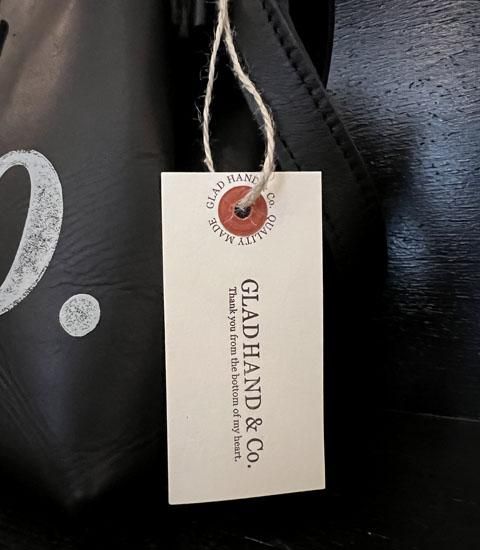 GLAD HAND & Co. QUALITY MADE
GLADHAND & Co.
Thank you from the bottom of my heart.
o.